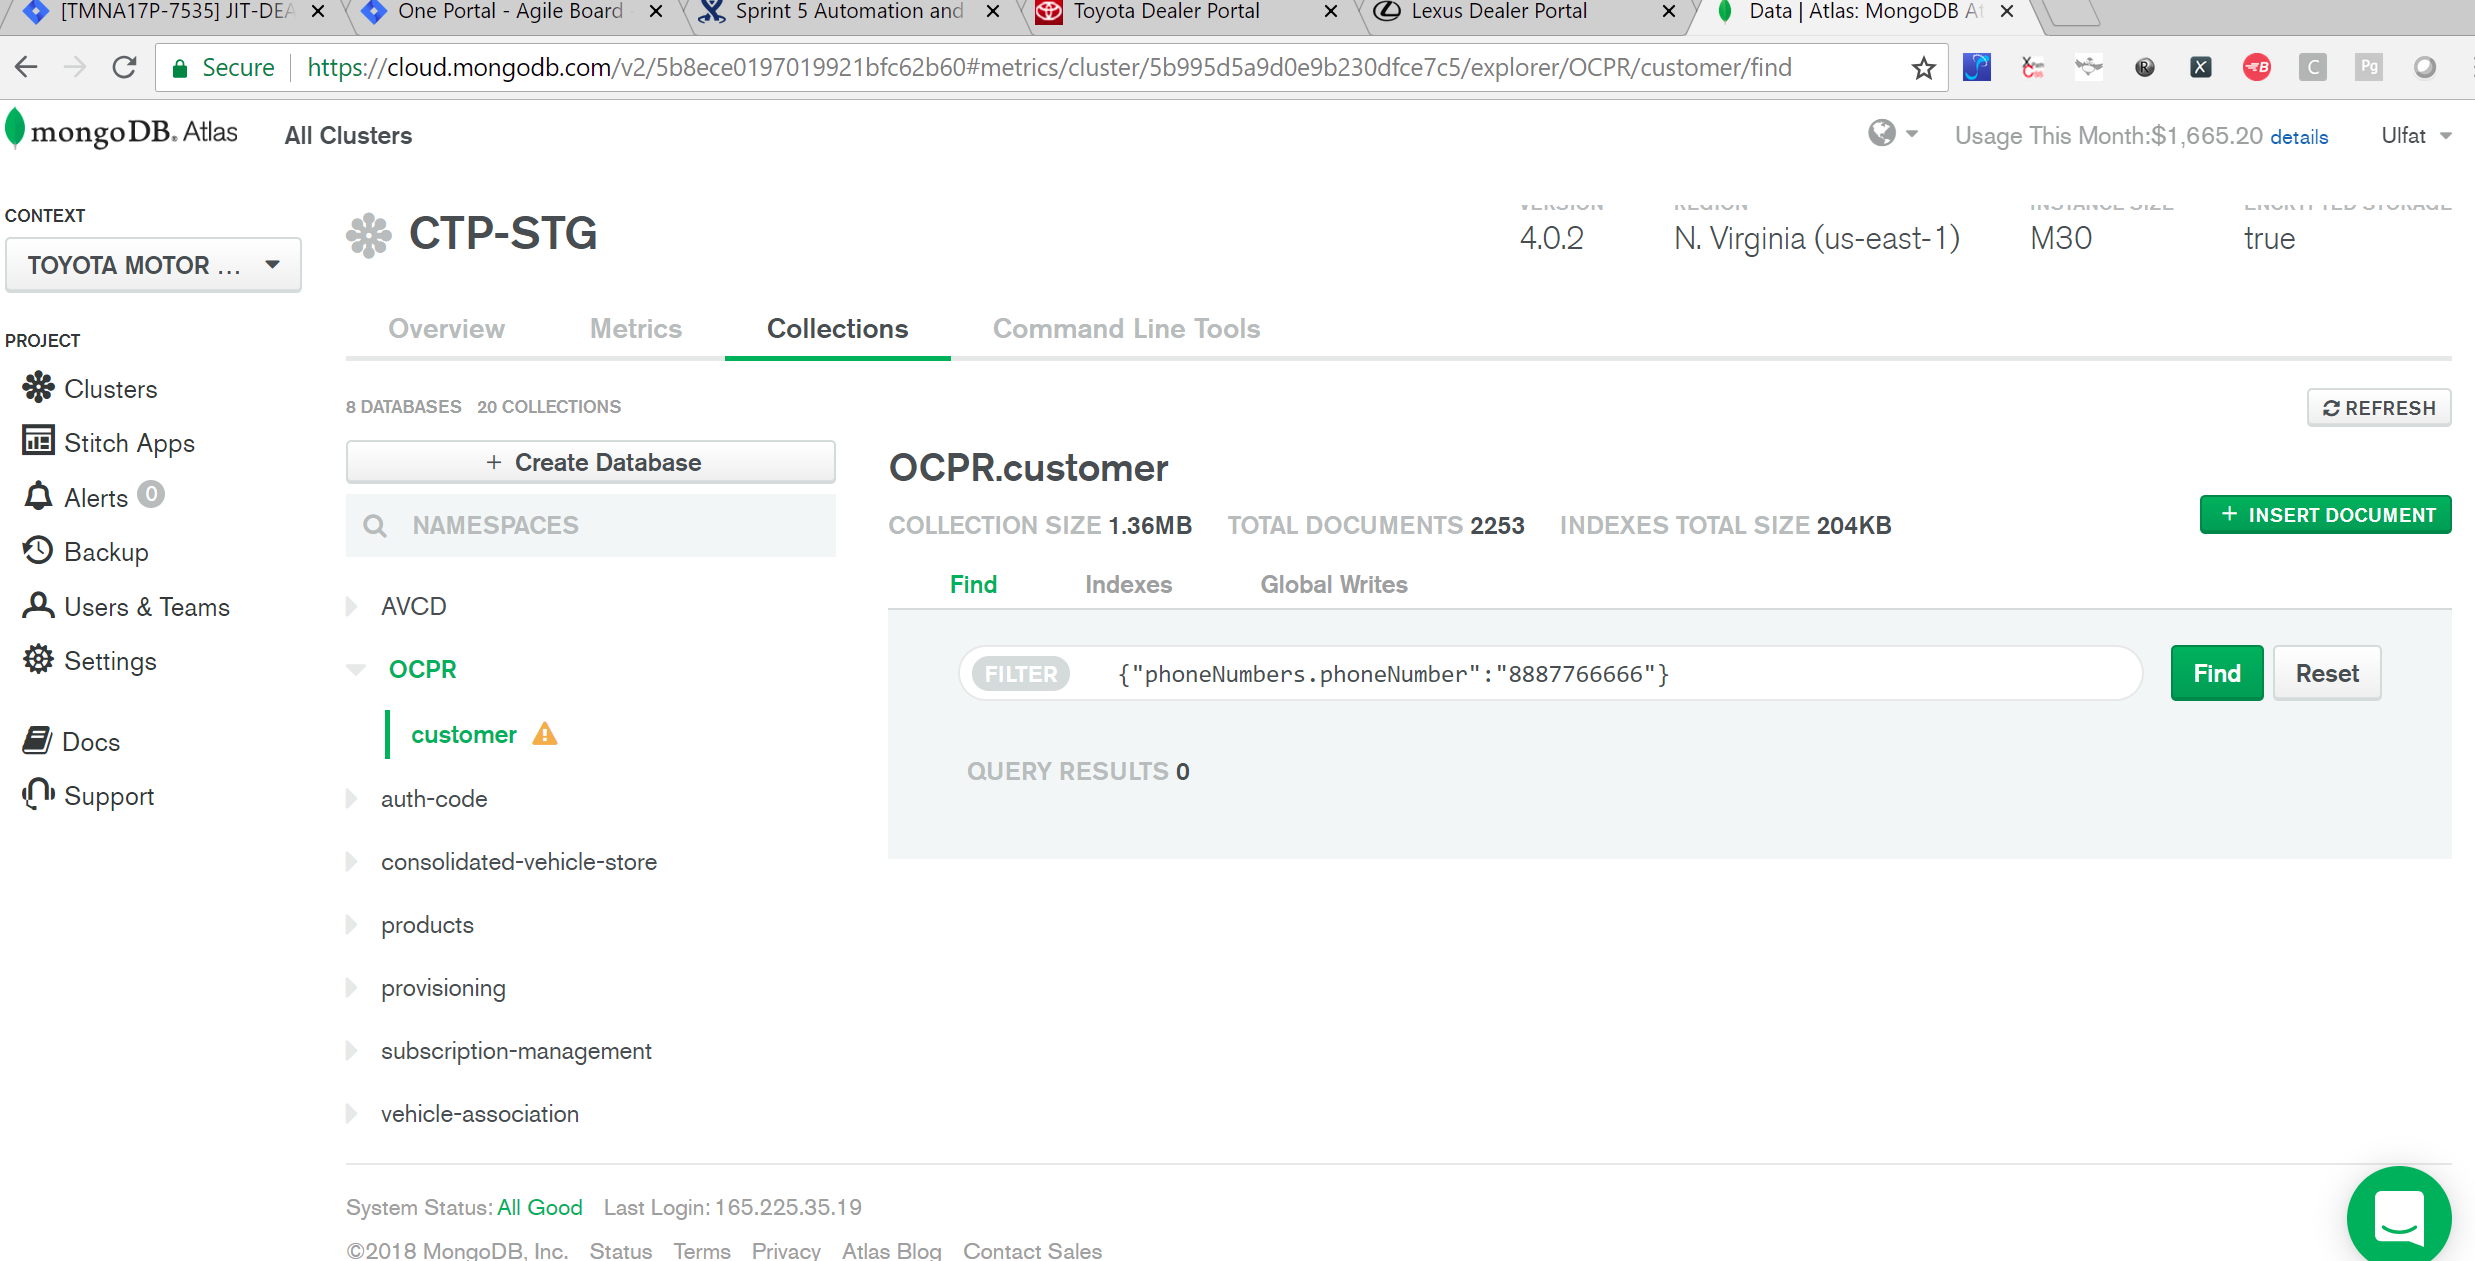 [TMNA17P-7535] JIT-DEA
One Portal - Agile Board
Sprint 5 Automation and
Toyota Dealer Portal
Lexus Dealer Portal
Data | Atlas: MongoDB At
Secure
https://cloud.mongodb.com/v2/5b8ece0197019921bfc62b60#metrics/cluster/5b995d5a9d0e9b230dfce7c5/explorer/OCPR/customer/find
mongoDB. Atlas
All Clusters
Usage This Month:$1,665.20 details
Ulfat
CONTEXT
TOYOTA MOTOR ...
PROJECT
Clusters
Stitch Apps
Alerts 0
Backup
Users & Teams
Settings
Docs
Support
CTP-STG
VERSION
4.0.2
REGION
N. Virginia (us-east-1)
INSTANCE SIZE
M30
ENCRYPTED STORAGE
true
Overview
Metrics
Collections
Command Line Tools
8 DATABASES 20 COLLECTIONS
REFRESH
+ Create Database
NAMESPACES
AVCD
OCPR
customer
auth-code
consolidated-vehicle-store
products
provisioning
subscription-management
vehicle-association
OCPR.customer
COLLECTION SIZE 1.36MB TOTAL DOCUMENTS 2253 INDEXES TOTAL SIZE 204KB
+ INSERT DOCUMENT
Find
Indexes
Global Writes
FILTER
{"phoneNumbers.phoneNumber":"8887766666"}
Find
Reset
QUERY RESULTS 0
System Status: All Good Last Login: 165.225.35.19
©2018 MongoDB, Inc. Status Terms Privacy Atlas Blog Contact Sales